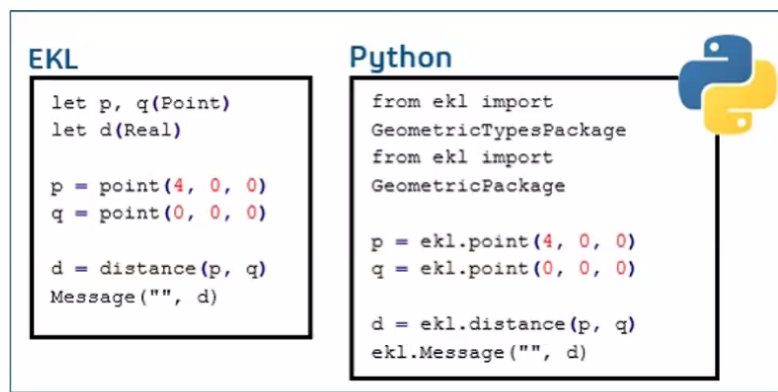 EKL
let p, q(Point)
let d(Real)
p = point(4, 0, 0)
q = point(0, 0, 0)
d = distance(p, q)
Message("", d)
Python
from ekl import
GeometricTypesPackage
from ekl import
GeometricPackage
p = ekl.point(4, 0, 0)
q = ekl.point(0, 0, 0)
d = ekl.distance(p, q)
ekl.Message("", d)